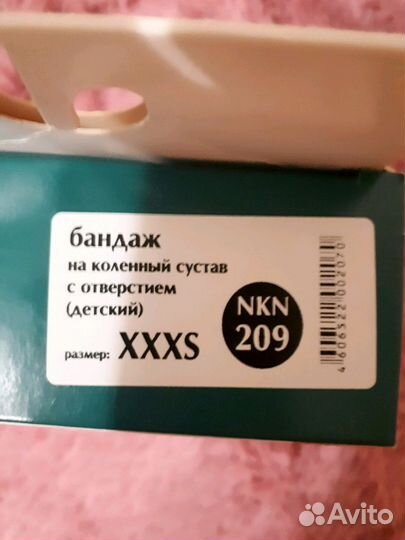 бандаж
на коленный сустав
с отверстием
(детский)
размер: XXXS
NKN
209
4606522002070
Avito